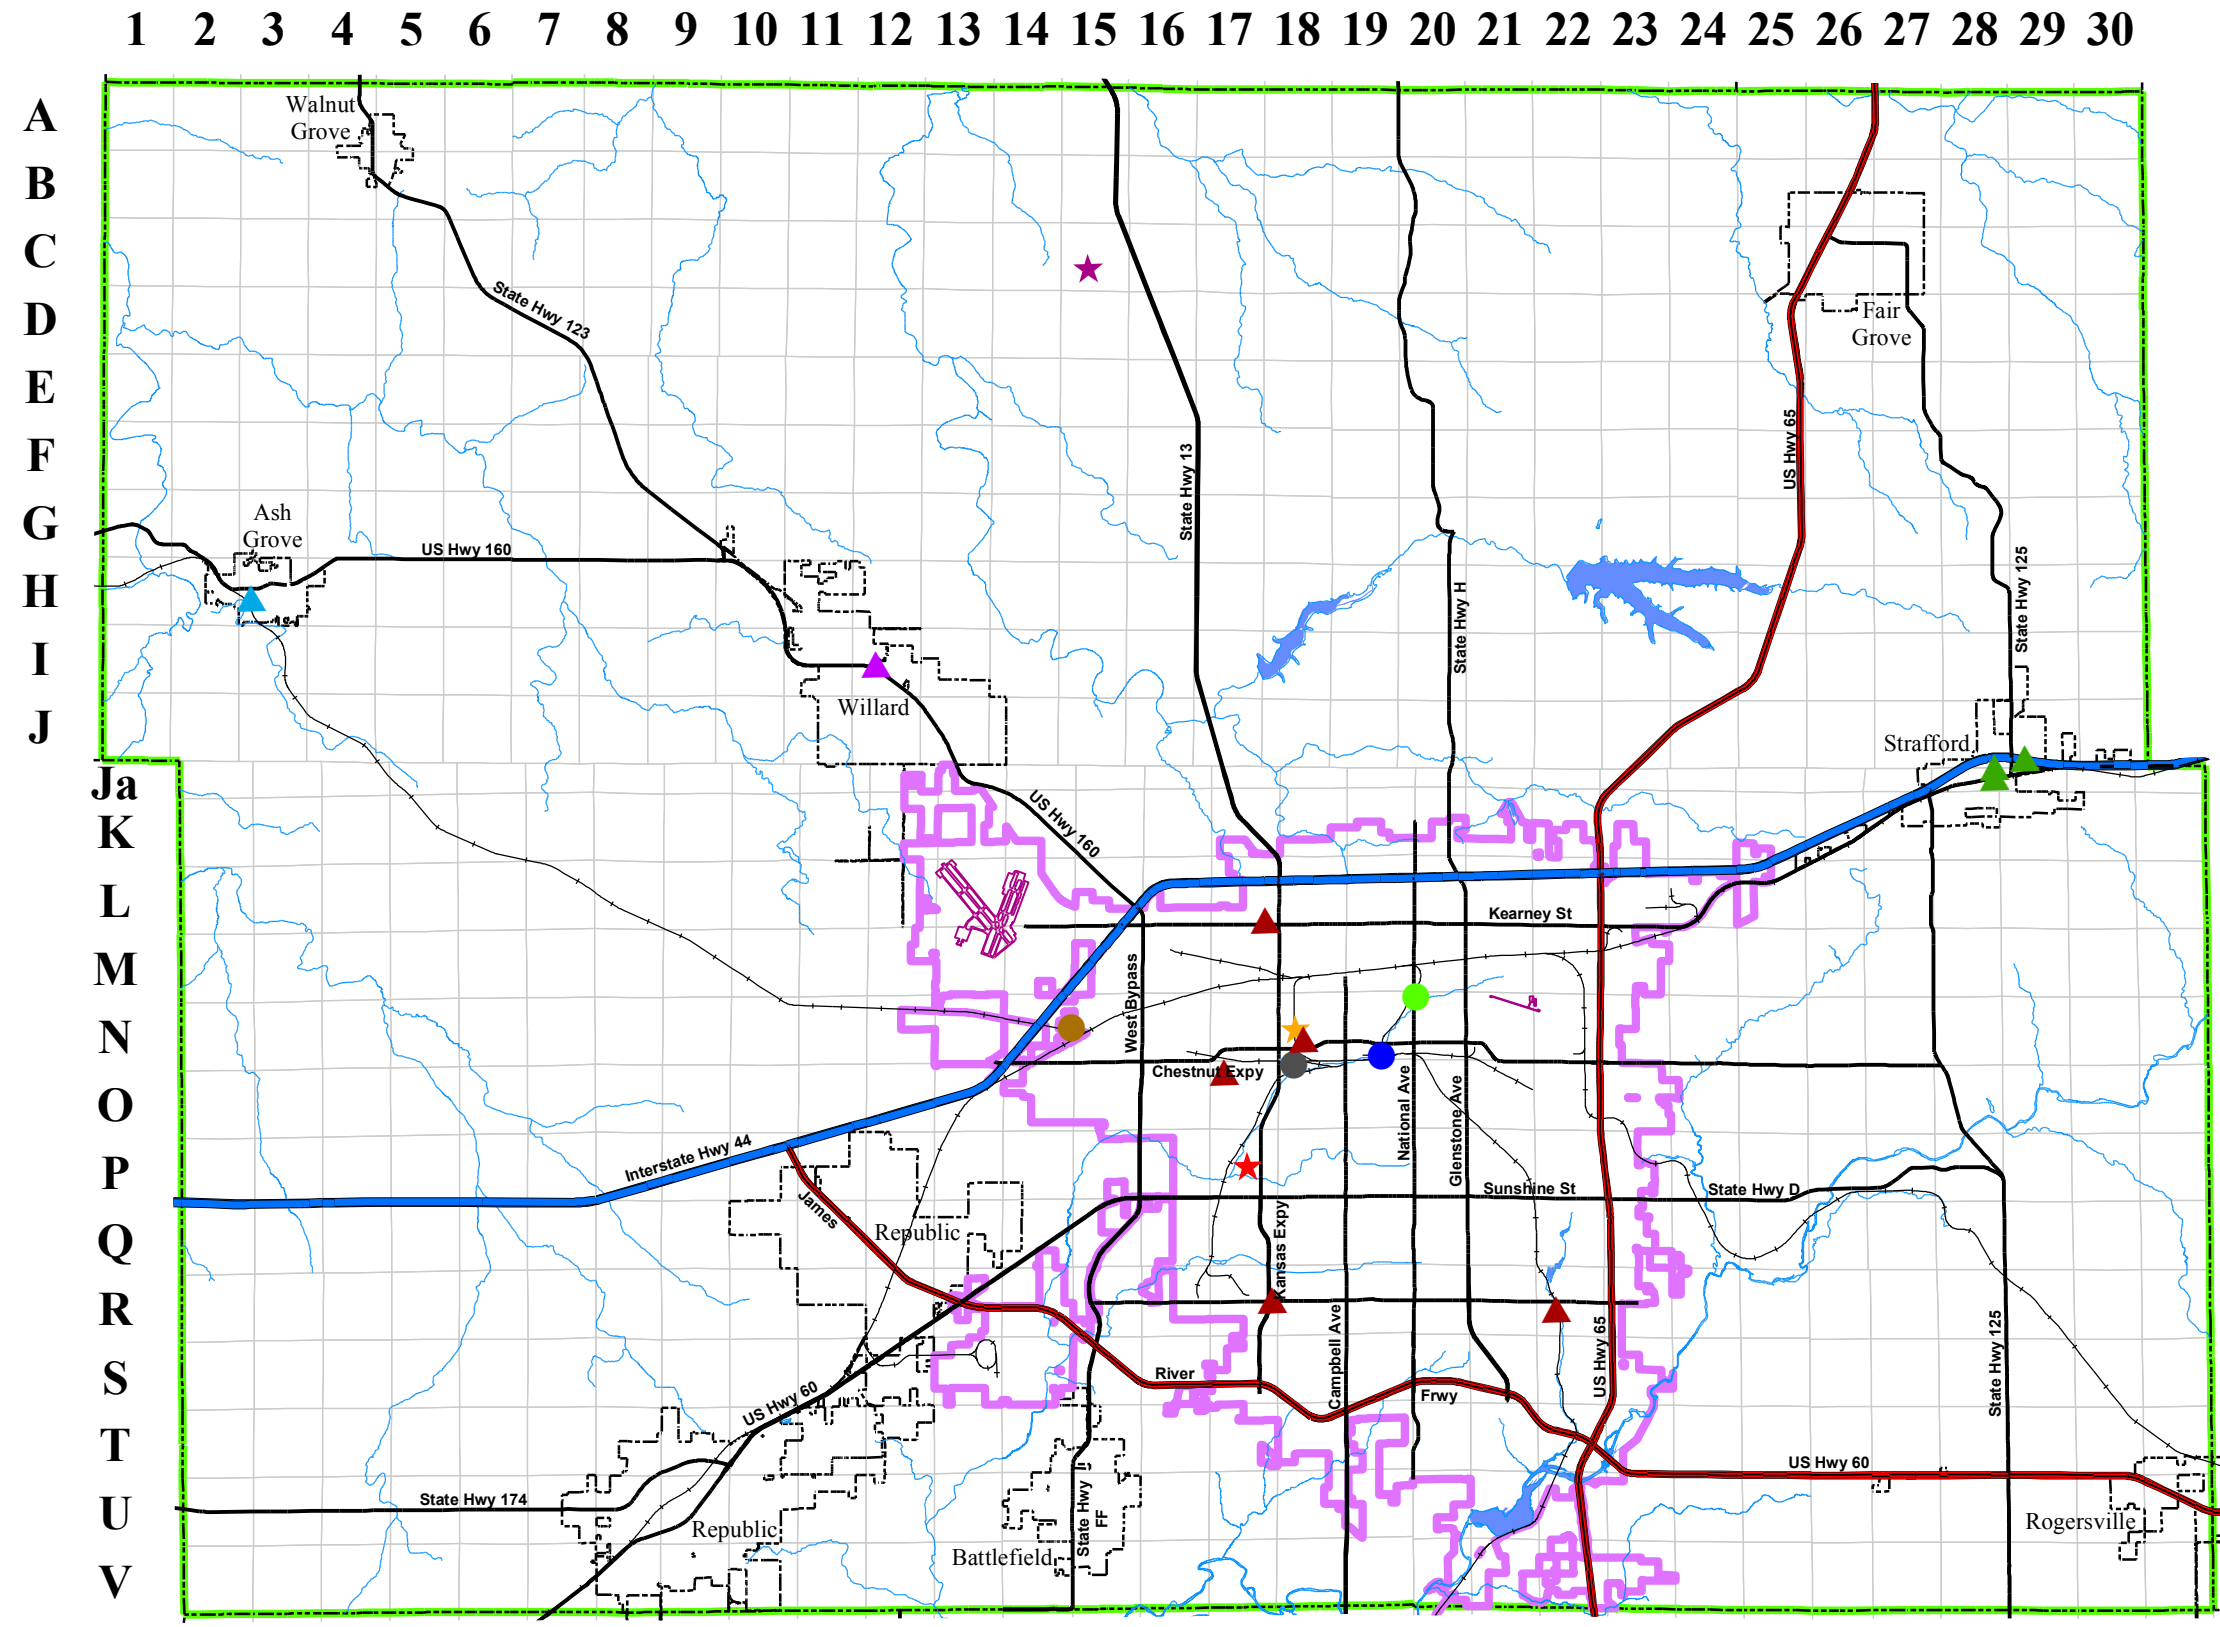 1 2 3 4 5 6 7 8 9 10 11 12 13 14 15 16 17 18 19 20 21 22 23 24 25 26 27 28 29 30
A
Walnut
Grove
B
C
D
State Hwy 123
Fair
Grove
E
F
State Hwy 13
US Hwy 65
G
Ash
Grove
US Hwy 160
H
State Hwy H
State Hwy 125
I
Willard
J
Strafford
Ja
US Hwy 160
K
L
Kearney St
M
West Bypass
N
Chestnut Expy
O
National Ave
Glenstone Ave
P
Interstate Hwy 44
James
Sunshine St
State Hwy D
Q
Republic
Kansas Expy
R
Campbell Ave
US Hwy 65
State Hwy 125
S
River
Frwy
US Hwy 60
T
US Hwy 60
U
State Hwy 174
Republic
State Hwy
FF
Rogersville
Battlefield
V